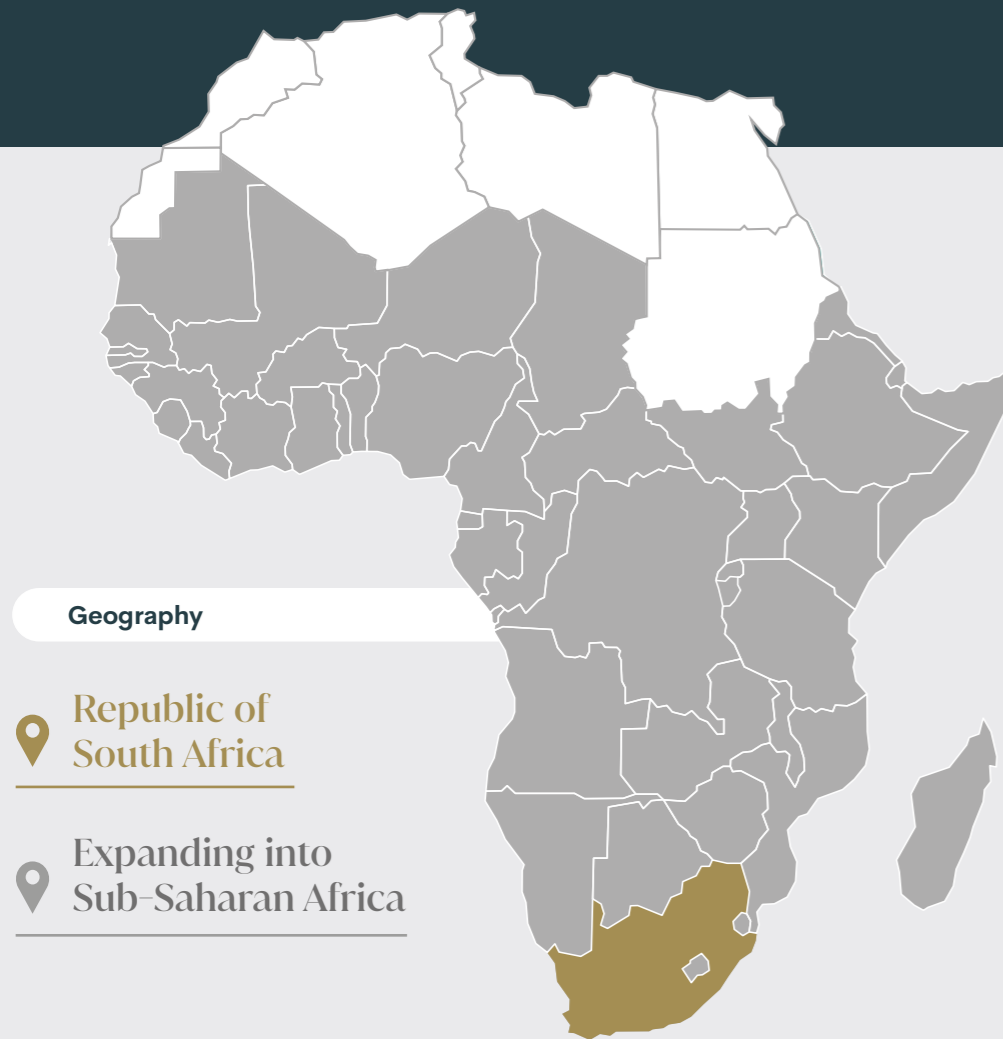 Geography
Republic of
South Africa
Expanding into
Sub-Saharan Africa